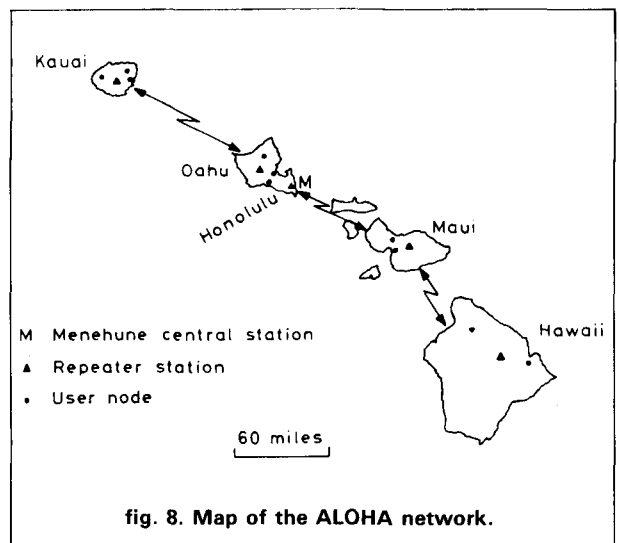 Kauai
Oahu
M
Honolulu
Maui
Hawaii
M Menehune central station
▲ Repeater station
• User node
60 miles
fig. 8. Map of the ALOHA network.